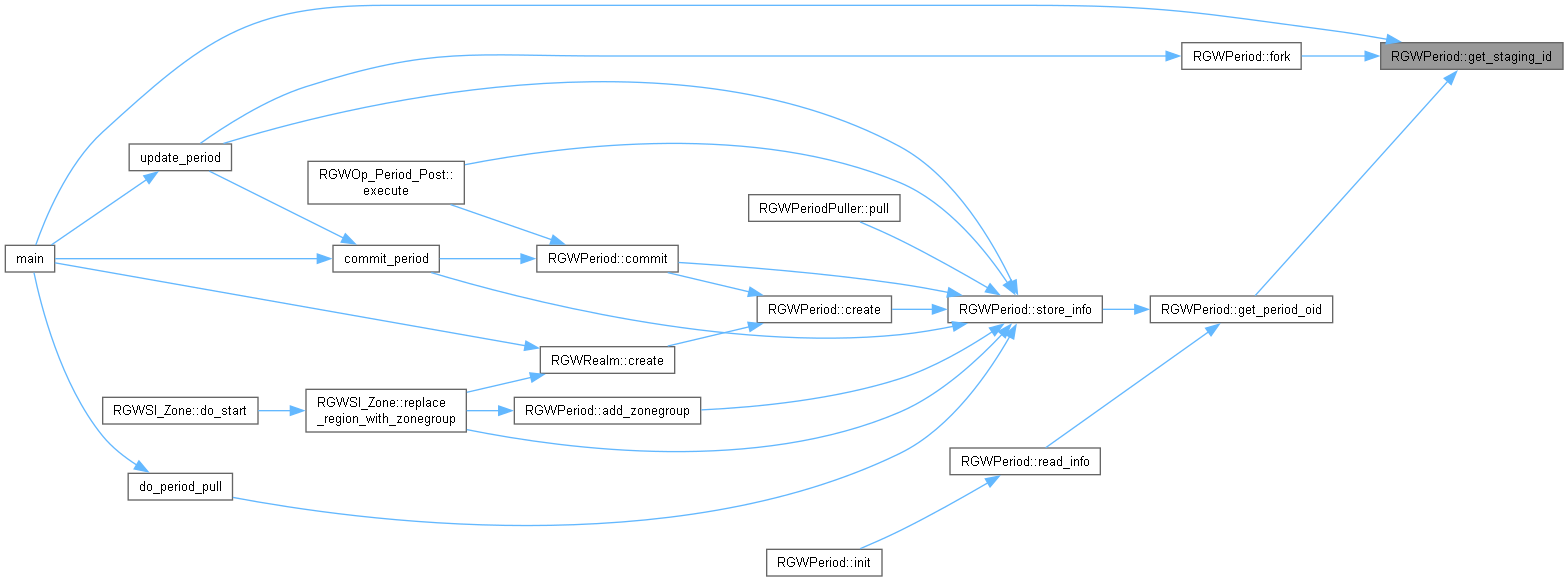 RGWPeriod::get_staging_id
RGWPeriod::fork
update_period
RGWOp_Period_Post::
execute
RGWPeriodPuller::pull
main
commit_period
RGWPeriod::commit
RGWPeriod::create
RGWPeriod::store_info
RGWPeriod::get_period_oid
RGWRealm::create
RGWSI_Zone::do_start
RGWSI_Zone::replace
_region_with_zonegroup
RGWPeriod::add_zonegroup
RGWPeriod::read_info
do_period_pull
RGWPeriod::init